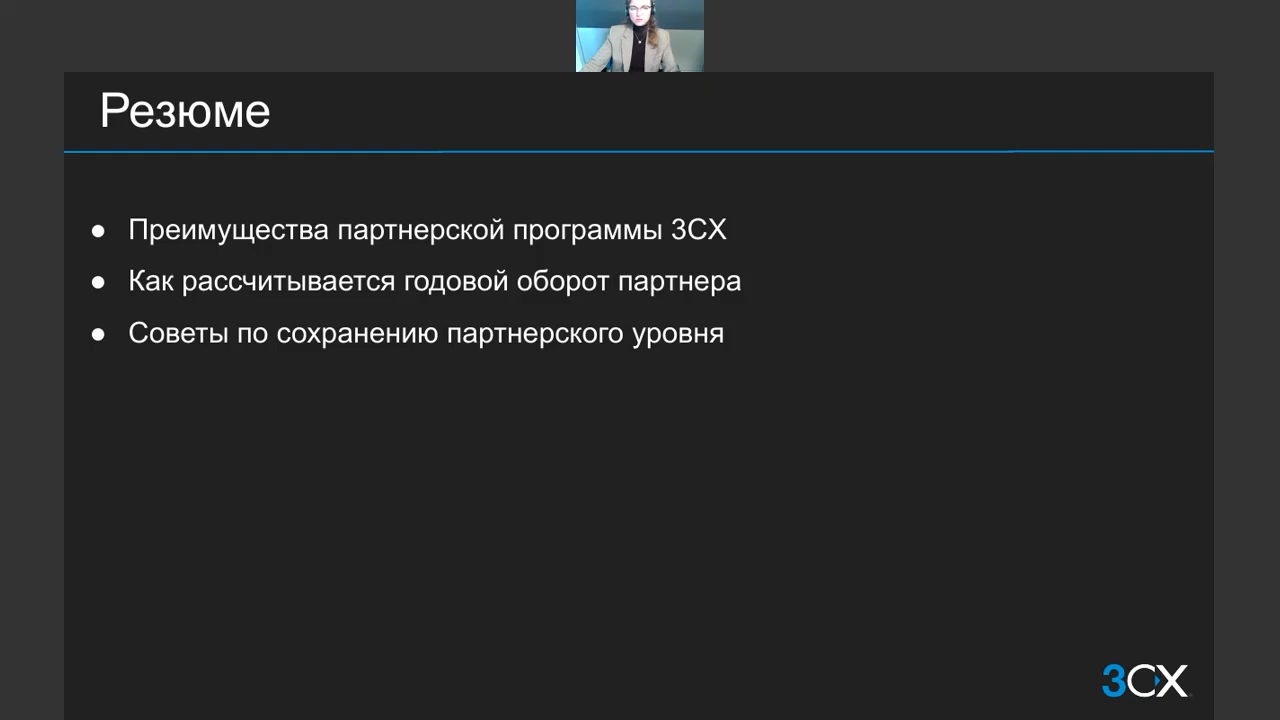 Резюме
● Преимущества партнерской программы 3CX
● Как рассчитывается годовой оборот партнера
● Советы по сохранению партнерского уровня
3CX